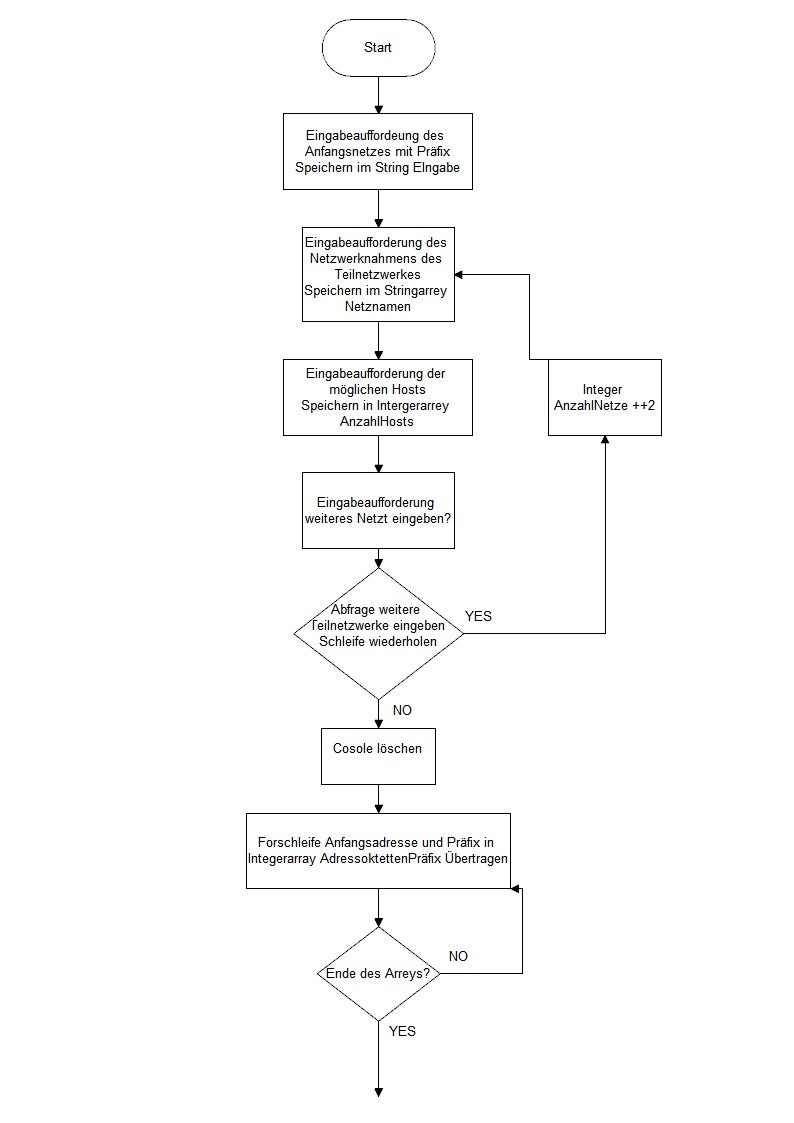 Start
Eingabeauffordeung des
Anfangsnetzes mit Präfix
Speichern im String EIngabe
Eingabeaufforderung des
Netzwerknahmens des
Teilnetzwerkes
Speichern im Stringarrey
Netznamen
Eingabeaufforderung der
möglichen Hosts
Speichern in Intergerarrey
AnzahlHosts
Integer
AnzahlNetze ++2
Eingabeaufforderung
weiteres Netzt eingeben?
Abfrage weitere
Teilnetzwerke eingeben
Schleife wiederholen
YES
NO
Cosole löschen
Forschleife Anfangsadresse und Präfix in
Integerarray AdressoktettenPräfix Übertragen
Ende des Arreys?
NO
YES